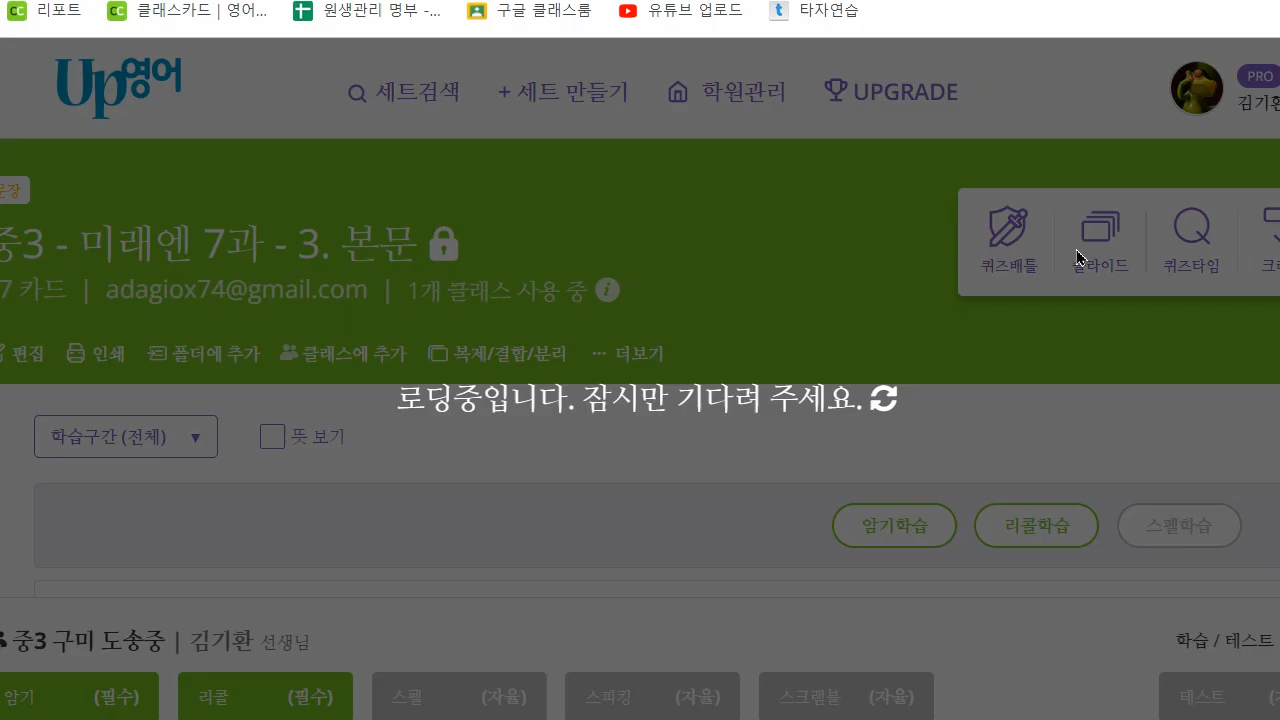 리포트
클래스카드 | 영어...
원생관리 명부 -...
구글 클래스룸
유튜브 업로드
타자연습
Up영어
세트검색
+ 세트 만들기
학원관리
UPGRADE
PRO
김기환
문장
중3 - 미래엔 7과 - 3. 본문
7 카드 | adagiox74@gmail.com | 1개 클래스 사용 중
퀴즈배틀
슬라이드
퀴즈타임
편집
인쇄
폴더에 추가
클래스에 추가
복제/결합/분리
더보기
로딩중입니다. 잠시만 기다려 주세요.
학습구간 (전체) ▼
뜻 보기
암기학습
리콜학습
스펠학습
중3 구미 도송중 | 김기환 선생님
학습 / 테스트
암기 (필수)
리콜 (필수)
스펠 (자율)
스피킹 (자율)
스크램블 (자율)
테스트